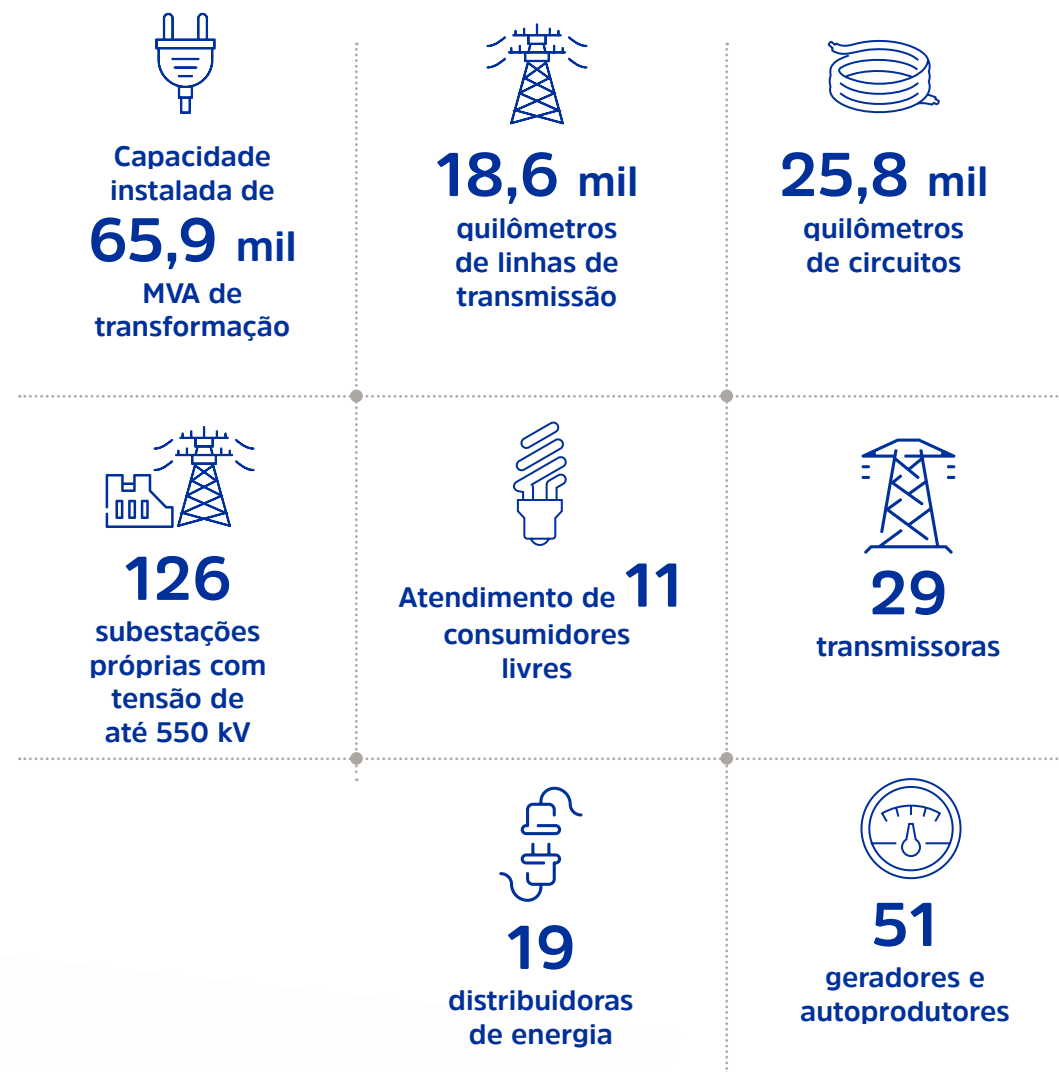 Capacidade
instalada de
65,9 mil
MVA de
transformação
18,6 mil
quilômetros
de linhas de
transmissão
25,8 mil
quilômetros
de circuitos
126
subestações
próprias com
tensão de
até 550 kV
Atendimento de 11
consumidores
livres
29
transmissoras
19
distribuidoras
de energia
51
geradores e
autoprodutores